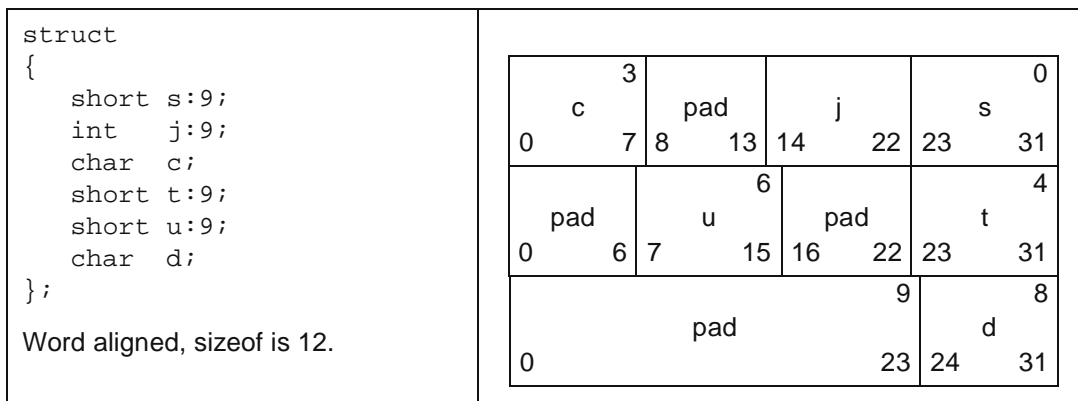 struct
{
short s:9;
int j:9;
char c;
short t:9;
short u:9;
char d;
};
Word aligned, sizeof is 12.
3 0
c pad j s
0 7 8 13 14 22 23 31
6 4
pad u pad t
0 6 7 15 16 22 23 31
9 8
pad d
0 23 24 31